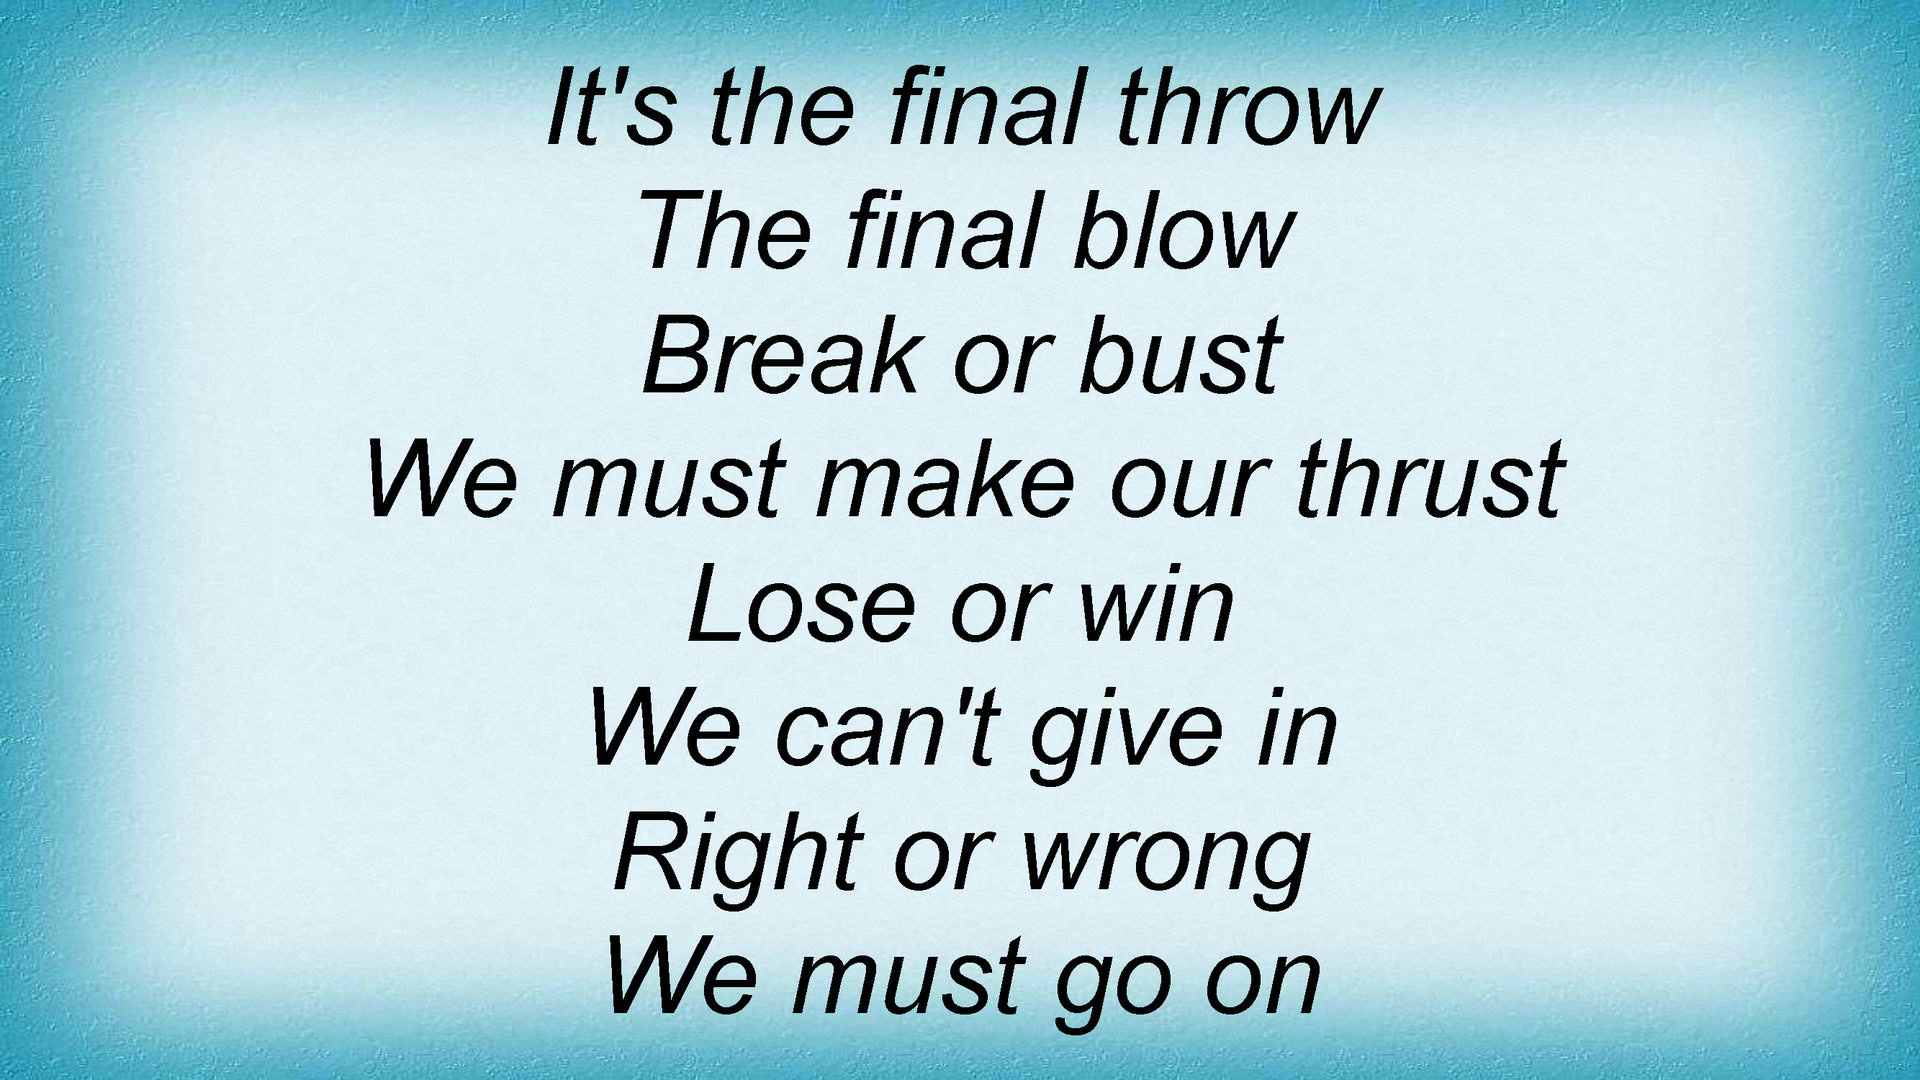 It's the final throw
The final blow
Break or bust
We must make our thrust
Lose or win
We can't give in
Right or wrong
We must go on